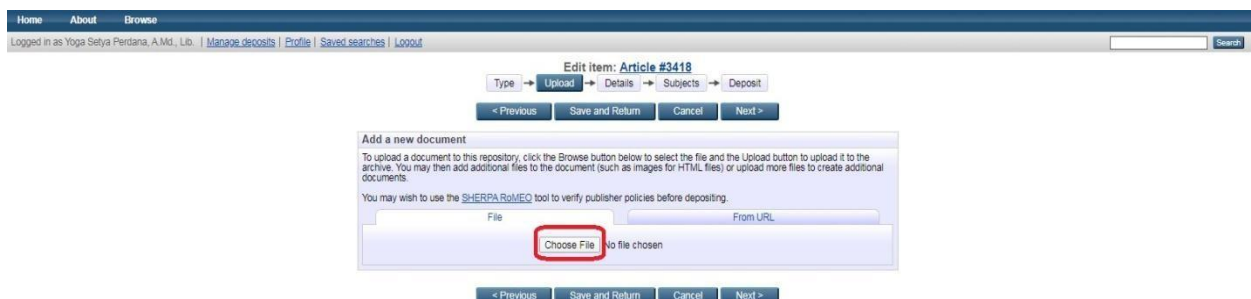 Home About Browse
Logged in as Yoga Setya Perdana, A.Md., Lib. | Manage deposits | Profile | Saved searches | Logout Search
Edit item: Article #3418
Type → Upload → Details → Subjects → Deposit
< Previous Save and Return Cancel Next >
Add a new document
To upload a document to this repository, click the Browse button below to select the file and the Upload button to upload it to the
archive. You may then add additional files to the document (such as images for HTML files) or upload more files to create additional
documents.
You may wish to use the SHERPA RoMEO tool to verify publisher policies before depositing.
File From URL
Choose File No file chosen
< Previous Save and Return Cancel Next >